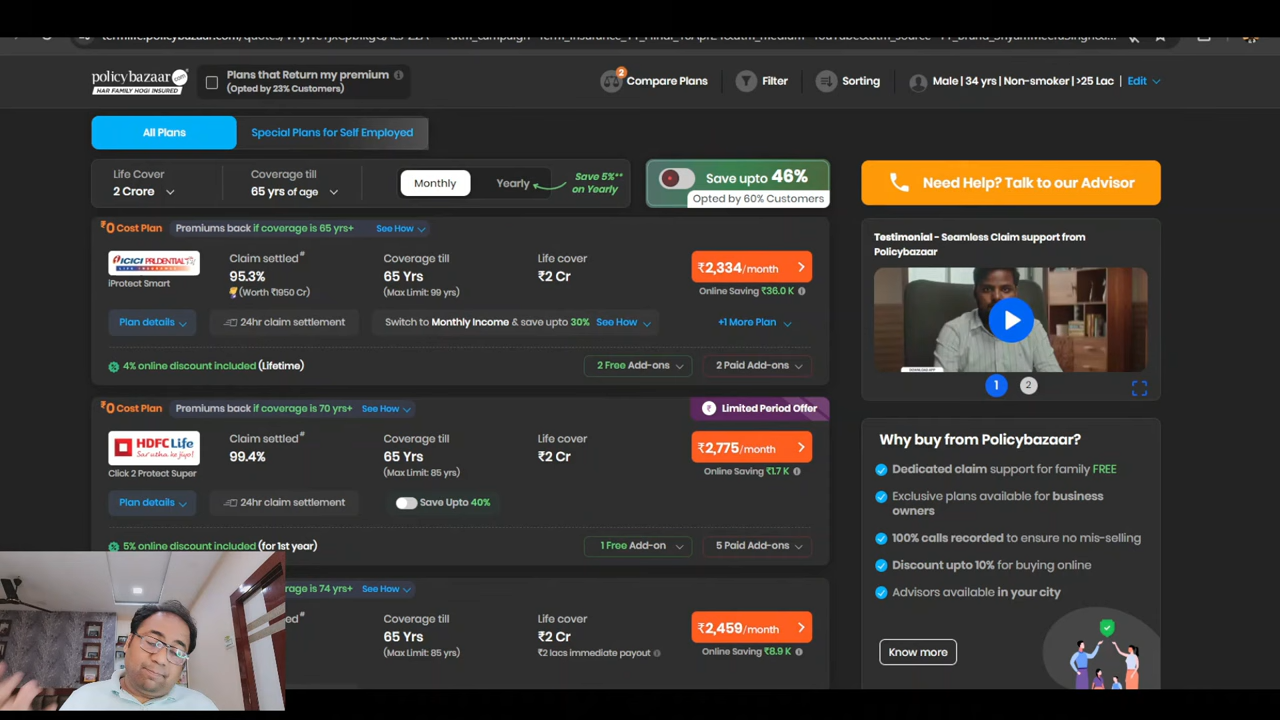 policybazaar.com
HAR FAMILY HOGI INSURED
Plans that Return my premium
(Opted by 23% Customers)
2
Compare Plans
Filter
Sorting
Male | 34 yrs | Non-smoker | >25 Lac
Edit
All Plans
Special Plans for Self Employed
Life Cover
2 Crore
Coverage till
65 yrs of age
Monthly
Yearly
Save 5%**
on Yearly
Save upto 46%
Opted by 60% Customers
Need Help? Talk to our Advisor
₹0 Cost Plan
Premiums back if coverage is 65 yrs+
See How
ICICI PRUDENTIAL
LIFE INSURANCE
iProtect Smart
Claim settled#
95.3%
(Worth ₹1950 Cr)
Coverage till
65 Yrs
(Max Limit: 99 yrs)
Life cover
₹2 Cr
₹2,334/month
Online Saving ₹36.0 K
Plan details
24hr claim settlement
Switch to Monthly Income & save upto 30% See How
+1 More Plan
4% online discount included (Lifetime)
2 Free Add-ons
2 Paid Add-ons
₹0 Cost Plan
Premiums back if coverage is 70 yrs+
See How
Limited Period Offer
HDFC Life
Sar utha ke jiyo!
Click 2 Protect Super
Claim settled#
99.4%
Coverage till
65 Yrs
(Max Limit: 85 yrs)
Life cover
₹2 Cr
₹2,775/month
Online Saving ₹1.7 K
Plan details
24hr claim settlement
Save Upto 40%
5% online discount included (for 1st year)
1 Free Add-on
5 Paid Add-ons
rage is 74 yrs+
See How
Coverage till
65 Yrs
(Max Limit: 85 yrs)
Life cover
₹2 Cr
₹2 lacs immediate payout
₹2,459/month
Online Saving ₹8.9 K
Testimonial - Seamless Claim support from
Policybazaar
1
2
Why buy from Policybazaar?
Dedicated claim support for family FREE
Exclusive plans available for business
owners
100% calls recorded to ensure no mis-selling
Discount upto 10% for buying online
Advisors available in your city
Know more